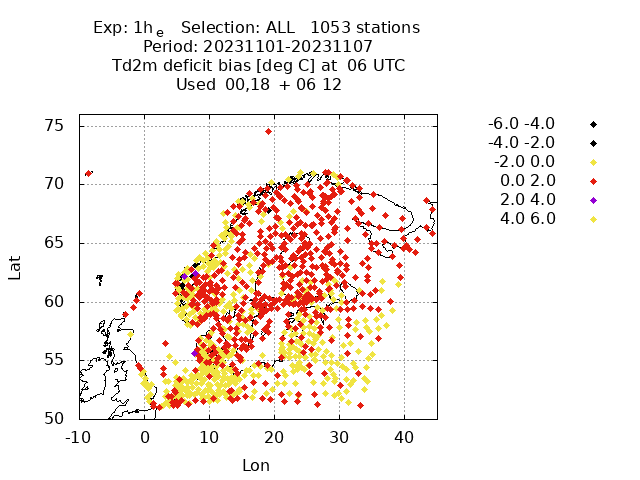 Exp: 1h e   Selection: ALL   1053 stations
Period: 20231101-20231107
Td2m deficit bias [deg C] at  06 UTC
Used  00,18  + 06 12
75
70
65
60
55
50
-10 0 10 20 30 40
Lat
Lon
-6.0 -4.0
-4.0 -2.0
-2.0 0.0
0.0 2.0
2.0 4.0
4.0 6.0